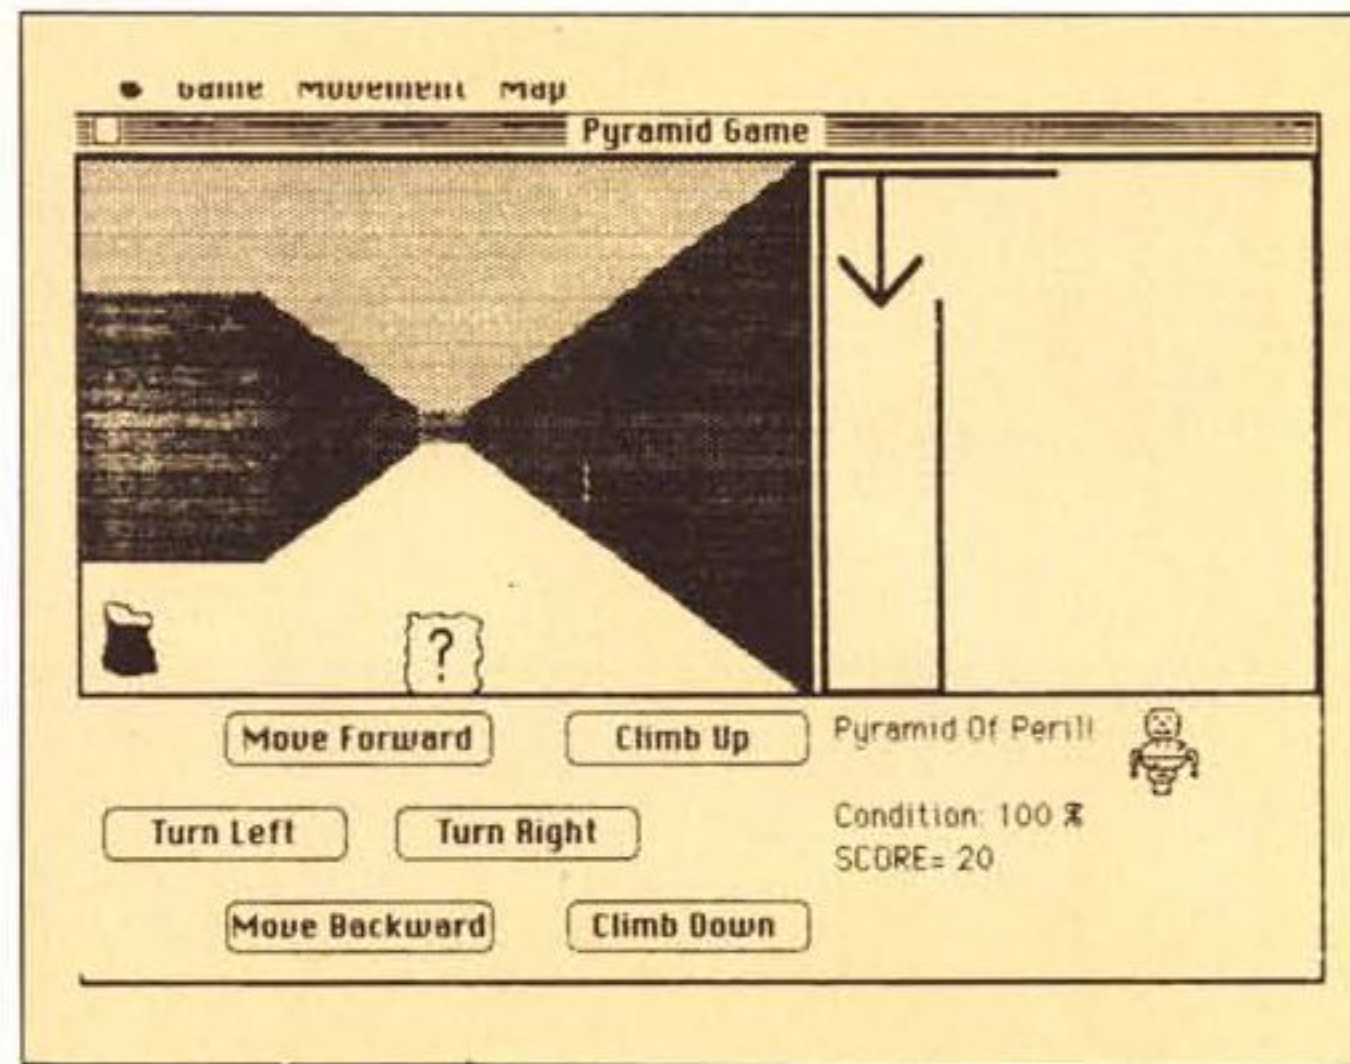 Game Movement Map
Pyramid Game
?
Move Forward
Climb Up
Turn Left
Turn Right
Move Backward
Climb Down
Pyramid Of Peril!
Condition: 100 %
SCORE= 20